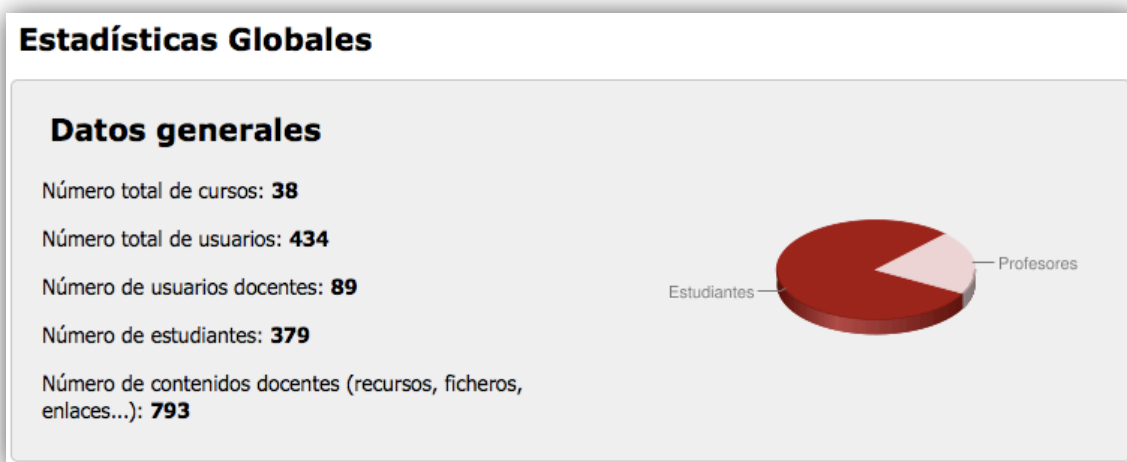 Estadísticas Globales
Datos generales
Número total de cursos: 38
Número total de usuarios: 434
Número de usuarios docentes: 89
Número de estudiantes: 379
Número de contenidos docentes (recursos, ficheros,
enlaces...): 793
Estudiantes
Profesores